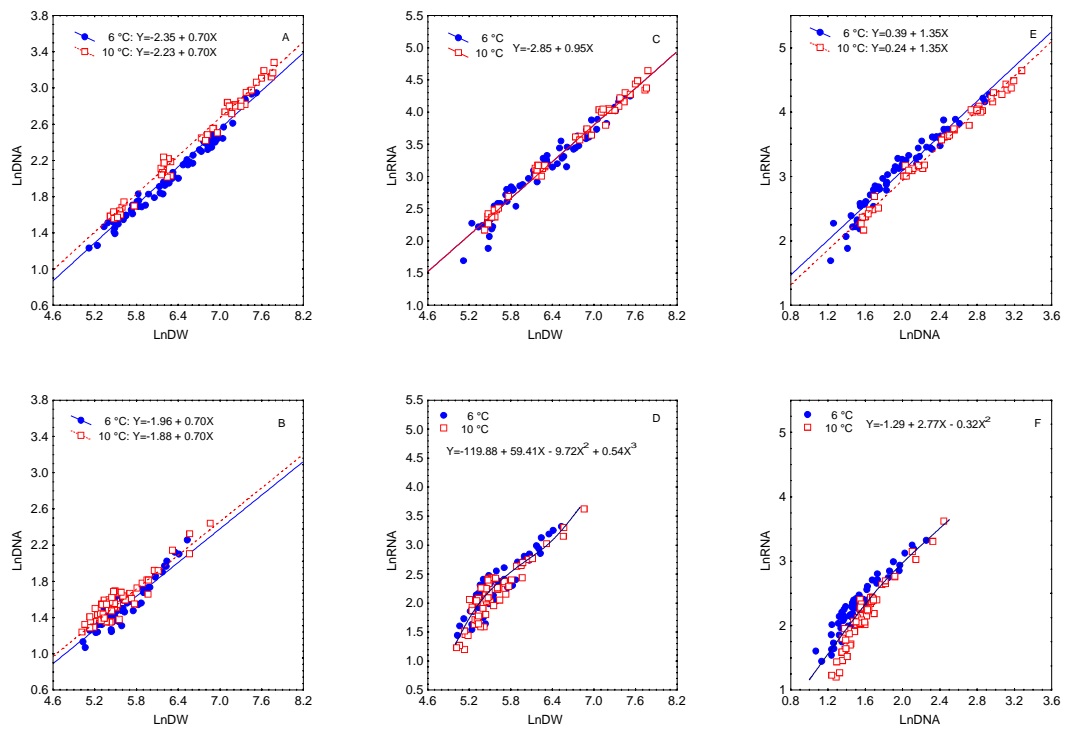 3.8
3.4
3.0
2.6
2.2
1.8
1.4
1.0
0.6
LnDNA
4.6 5.2 5.8 6.4 7.0 7.6 8.2
LnDW
6 °C: Y=-2.35 + 0.70X
10 °C: Y=-2.23 + 0.70X
A
5.5
5.0
4.5
4.0
3.5
3.0
2.5
2.0
1.5
1.0
LnRNA
4.6 5.2 5.8 6.4 7.0 7.6 8.2
LnDW
6 °C
10 °C
Y=-2.85 + 0.95X
C
5
4
3
2
1
LnRNA
0.8 1.2 1.6 2.0 2.4 2.8 3.2 3.6
LnDNA
6 °C: Y=0.39 + 1.35X
10 °C: Y=0.24 + 1.35X
E
3.8
3.4
3.0
2.6
2.2
1.8
1.4
1.0
0.6
LnDNA
4.6 5.2 5.8 6.4 7.0 7.6 8.2
LnDW
6 °C: Y=-1.96 + 0.70X
10 °C: Y=-1.88 + 0.70X
B
5.5
5.0
4.5
4.0
3.5
3.0
2.5
2.0
1.5
1.0
0.5
LnRNA
4.6 5.2 5.8 6.4 7.0 7.6 8.2
LnDW
6 °C
10 °C
D
Y=-119.88 + 59.41X - 9.72X² + 0.54X³
5
4
3
2
1
LnRNA
0.8 1.2 1.6 2.0 2.4 2.8 3.2 3.6
LnDNA
6 °C
10 °C
Y=-1.29 + 2.77X - 0.32X²
F